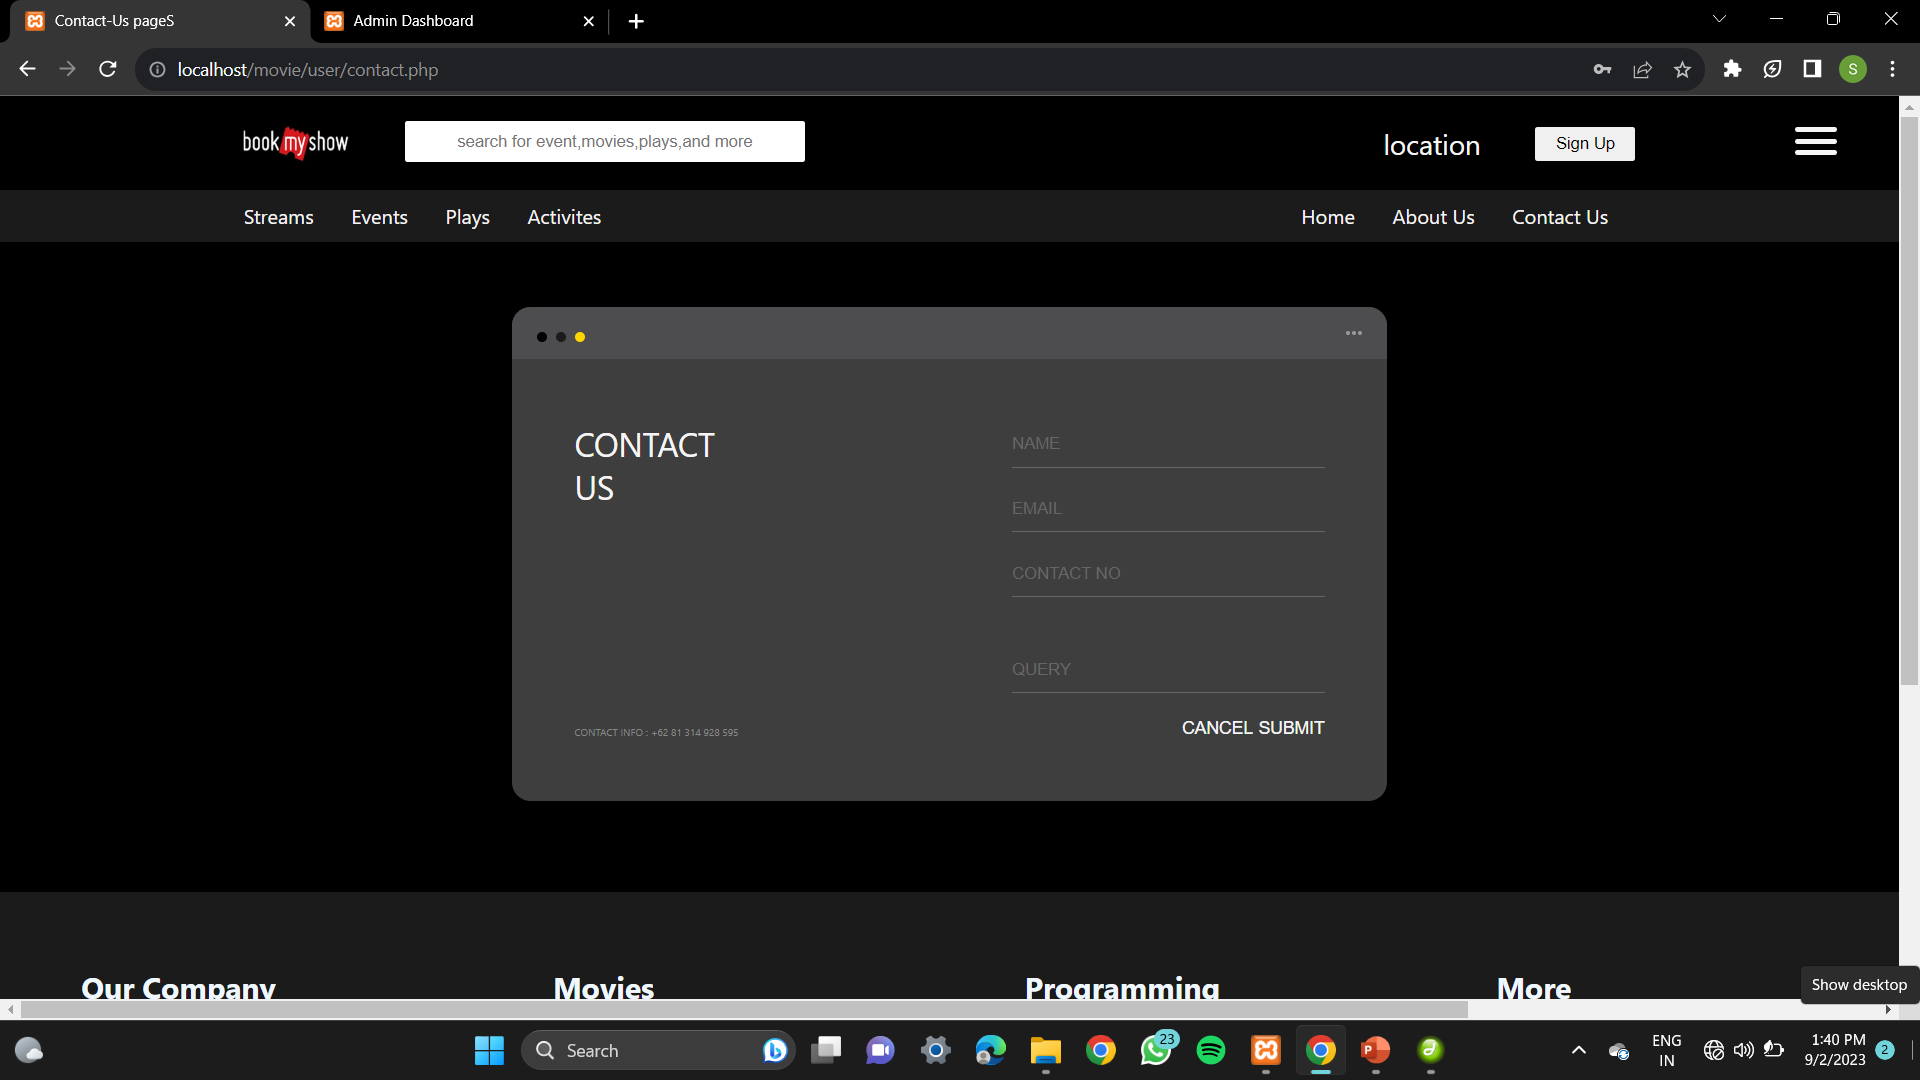 Contact-Us pageS
Admin Dashboard
localhost/movie/user/contact.php
S
book my show
search for event,movies,plays,and more
location
Sign Up
Streams Events Plays Activites
Home About Us Contact Us
CONTACT
US
NAME
EMAIL
CONTACT NO
QUERY
CONTACT INFO : +62 81 314 928 595
CANCEL SUBMIT
Our Company
Movies
Programming
More
Show desktop
Search
23
ENG
IN
1:40 PM
9/2/2023
2